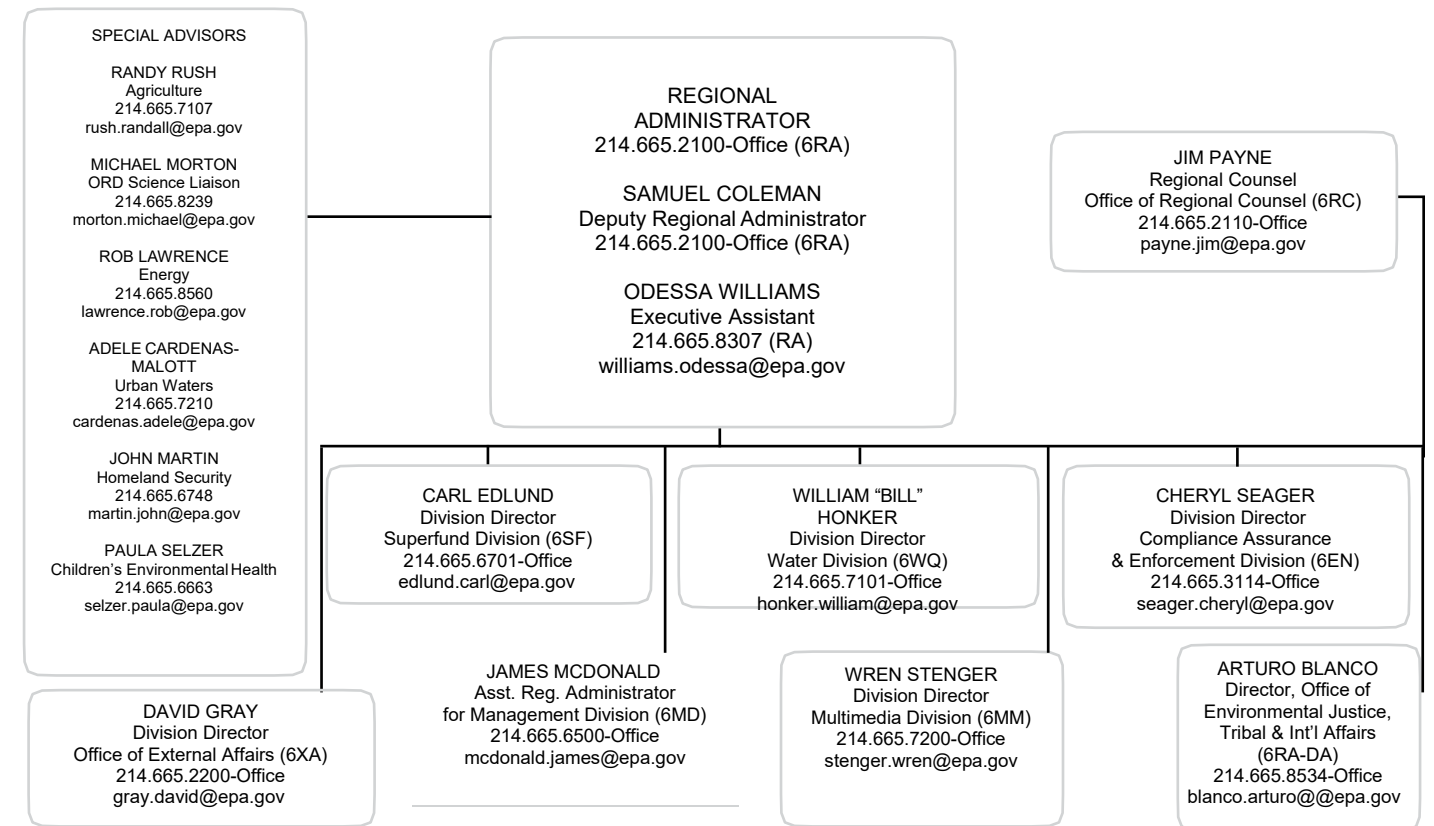 SPECIAL ADVISORS
RANDY RUSH
Agriculture
214.665.7107
rush.randall@epa.gov
MICHAEL MORTON
ORD Science Liaison
214.665.8239
morton.michael@epa.gov
ROB LAWRENCE
Energy
214.665.8560
lawrence.rob@epa.gov
ADELE CARDENAS-
MALOTT
Urban Waters
214.665.7210
cardenas.adele@epa.gov
JOHN MARTIN
Homeland Security
214.665.6748
martin.john@epa.gov
PAULA SELZER
Children’s Environmental Health
214.665.6663
selzer.paula@epa.gov
REGIONAL
ADMINISTRATOR
214.665.2100-Office (6RA)
SAMUEL COLEMAN
Deputy Regional Administrator
214.665.2100-Office (6RA)
ODESSA WILLIAMS
Executive Assistant
214.665.8307 (RA)
williams.odessa@epa.gov
JIM PAYNE
Regional Counsel
Office of Regional Counsel (6RC)
214.665.2110-Office
payne.jim@epa.gov
CARL EDLUND
Division Director
Superfund Division (6SF)
214.665.6701-Office
edlund.carl@epa.gov
WILLIAM “BILL”
HONKER
Division Director
Water Division (6WQ)
214.665.7101-Office
honker.william@epa.gov
CHERYL SEAGER
Division Director
Compliance Assurance
& Enforcement Division (6EN)
214.665.3114-Office
seager.cheryl@epa.gov
DAVID GRAY
Division Director
Office of External Affairs (6XA)
214.665.2200-Office
gray.david@epa.gov
JAMES MCDONALD
Asst. Reg. Administrator
for Management Division (6MD)
214.665.6500-Office
mcdonald.james@epa.gov
WREN STENGER
Division Director
Multimedia Division (6MM)
214.665.7200-Office
stenger.wren@epa.gov
ARTURO BLANCO
Director, Office of
Environmental Justice,
Tribal & Int’l Affairs
(6RA-DA)
214.665.8534-Office
blanco.arturo@@epa.gov